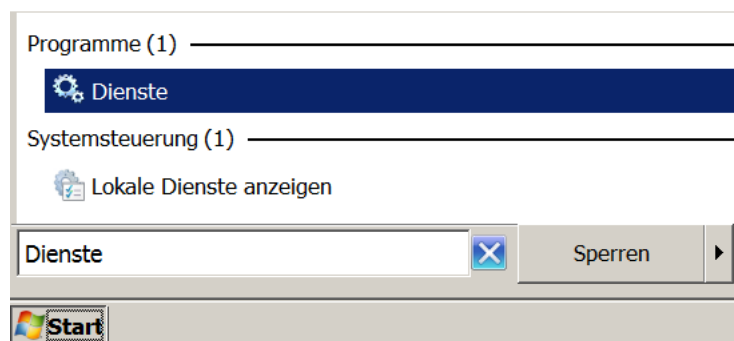 Programme (1)
Dienste
Systemsteuerung (1)
Lokale Dienste anzeigen
Dienste
Sperren
Start